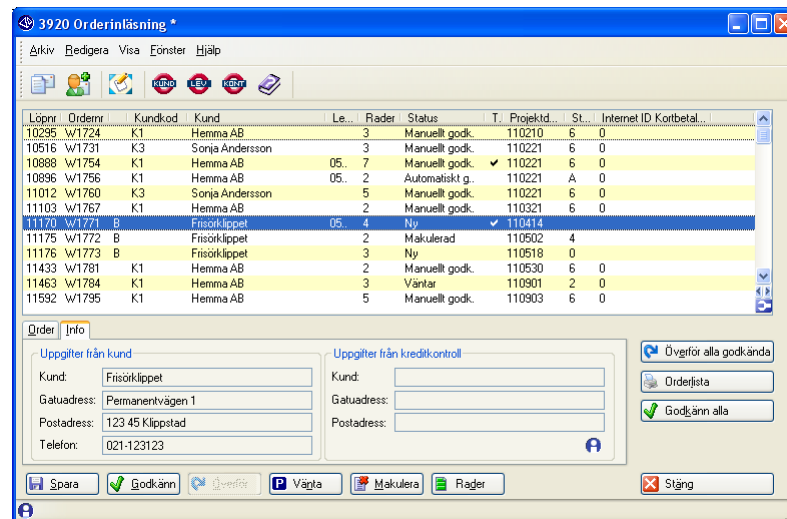 3920 Orderinläsning *
Arkiv Redigera Visa Fönster Hjälp
KUND LEV KONT
Löpnr Ordernr Kundkod Kund Le... Rader Status T. Projektd... St... Internet ID Kortbetal...
10295 W1724 K1 Hemma AB 3 Manuellt godk. 110210 6 0
10516 W1731 K3 Sonja Andersson 3 Manuellt godk. 110221 6 0
10888 W1754 K1 Hemma AB 05.. 7 Manuellt godk. 110221 6 0
10896 W1756 K1 Hemma AB 05.. 2 Automatiskt g.. 110221 A 0
11012 W1760 K3 Sonja Andersson 5 Manuellt godk. 110221 6 0
11103 W1767 K1 Hemma AB 2 Manuellt godk. 110321 6 0
11170 W1771 B Frisörklippet 05.. 4 Ny 110414
11175 W1772 B Frisörklippet 2 Makulerad 110502 4
11176 W1773 B Frisörklippet 3 Ny 110518 0
11433 W1781 K1 Hemma AB 2 Manuellt godk. 110530 6 0
11463 W1784 K1 Hemma AB 3 Väntar 110901 2 0
11592 W1795 K1 Hemma AB 5 Manuellt godk. 110903 6 0
Order Info
Uppgifter från kund
Kund: Frisörklippet
Gatuadress: Permanentvägen 1
Postadress: 123 45 Klippstad
Telefon: 021-123123
Uppgifter från kreditkontroll
Kund:
Gatuadress:
Postadress:
Överför alla godkända
Orderlista
Godkänn alla
Spara Godkänn Överför P Vänta Makulera Rader Stäng